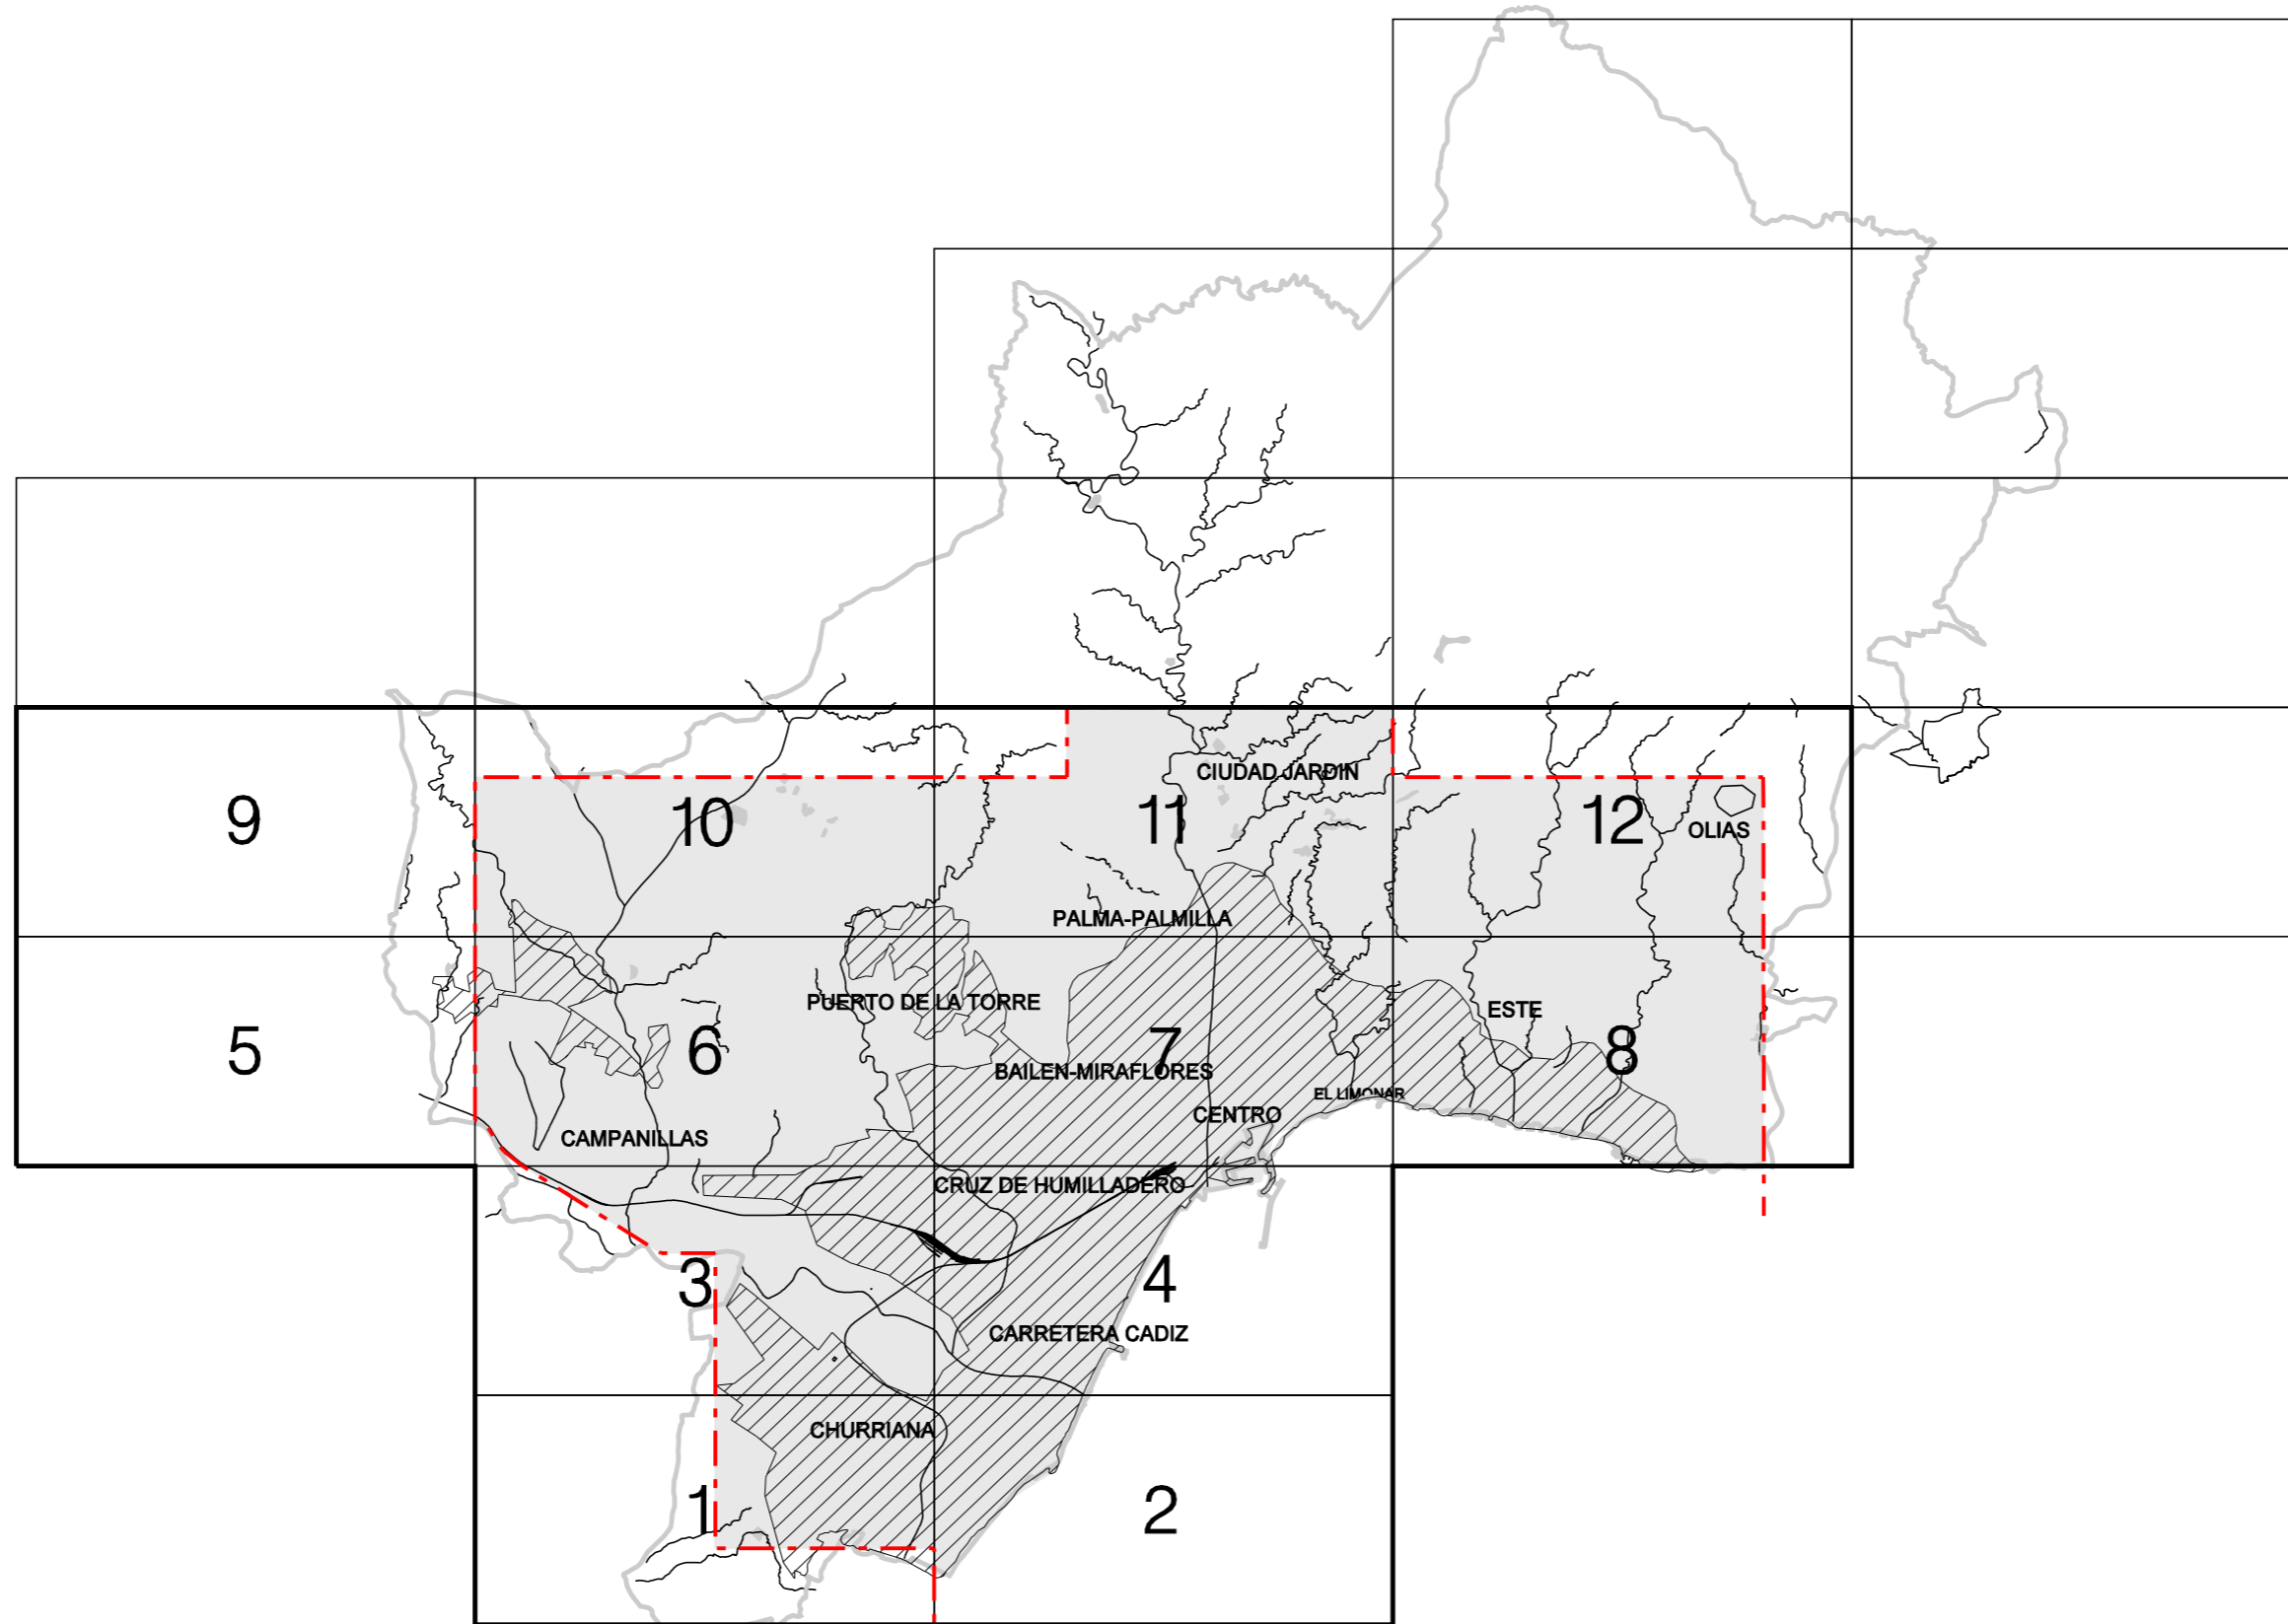 CIUDAD JARDIN
9
10
11
12
OLIAS
PALMA-PALMILLA
PUERTO DE LA TORRE
ESTE
5
6
7
8
BAILEN-MIRAFLORES
EL LIMONAR
CENTRO
CAMPANILLAS
CRUZ DE HUMILLADERO
3
4
CARRETERA CADIZ
CHURRIANA
1
2